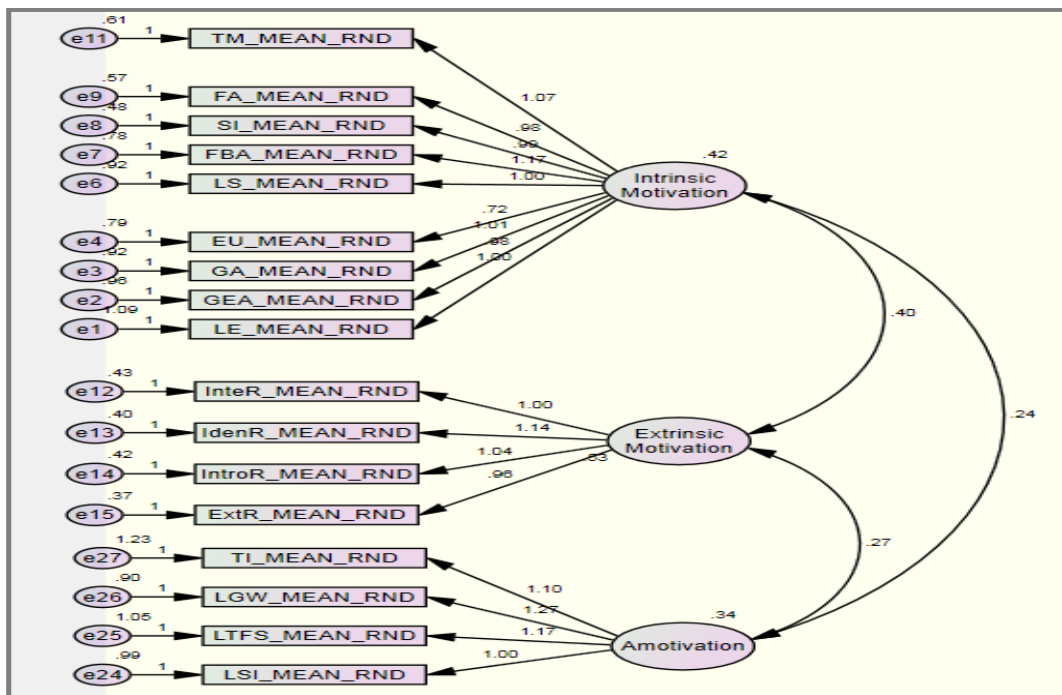 .61
e11 1 TM_MEAN_RND
1.07
.57
e9 1 FA_MEAN_RND
.98
.48
e8 1 SI_MEAN_RND
.99
.78
e7 1 FBA_MEAN_RND
1.17
.92
e6 1 LS_MEAN_RND
1.00
.42
Intrinsic
Motivation
.72
.79
e4 1 EU_MEAN_RND
1.01
.92
e3 1 GA_MEAN_RND
.98
.96
e2 1 GEA_MEAN_RND
1.00
1.09
e1 1 LE_MEAN_RND
.40
.24
.43
e12 1 InteR_MEAN_RND
1.00
.40
e13 1 IdenR_MEAN_RND
1.14
Extrinsic
Motivation
.42
e14 1 IntroR_MEAN_RND
1.04
.37
e15 1 ExtR_MEAN_RND
.96
.27
1.23
e27 1 TI_MEAN_RND
1.10
.90
e26 1 LGW_MEAN_RND
1.27
.34
Amotivation
1.05
e25 1 LTFS_MEAN_RND
1.17
.99
e24 1 LSI_MEAN_RND
1.00